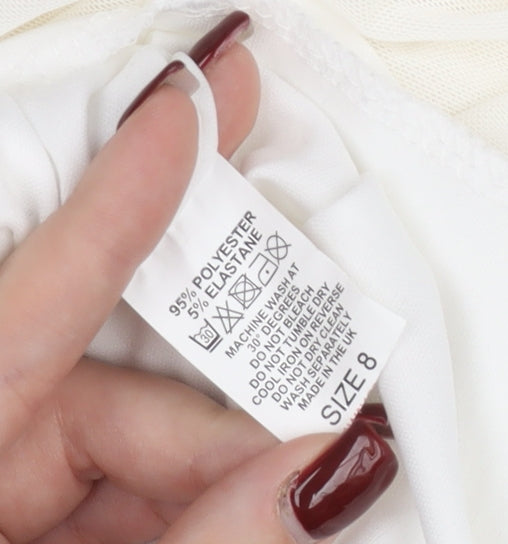 95% POLYESTER
5% ELASTANE
30
MACHINE WASH AT
30° DEGREES
DO NOT BLEACH
DO NOT TUMBLE DRY
COOL IRON ON REVERSE
DO NOT DRY CLEAN
WASH SEPARATELY
MADE IN THE UK
SIZE 8